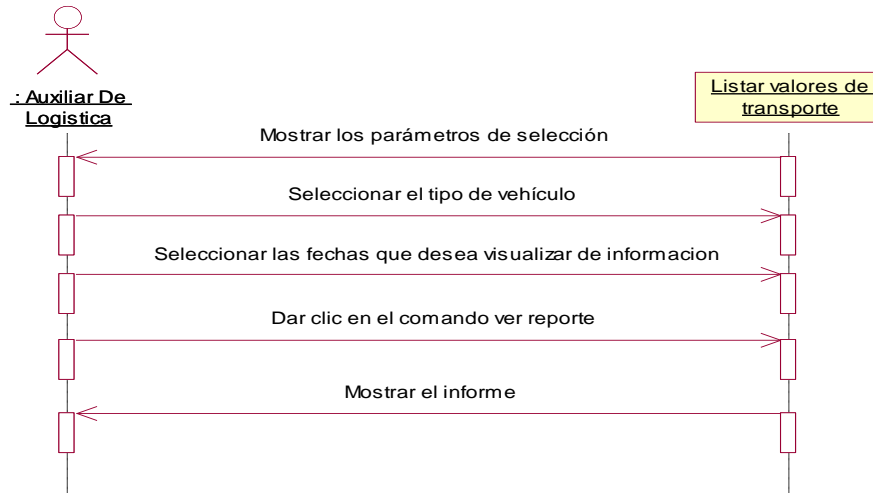 : Auxiliar De
Logistica
Listar valores de
transporte
Mostrar los parámetros de selección
Seleccionar el tipo de vehículo
Seleccionar las fechas que desea visualizar de informacion
Dar clic en el comando ver reporte
Mostrar el informe